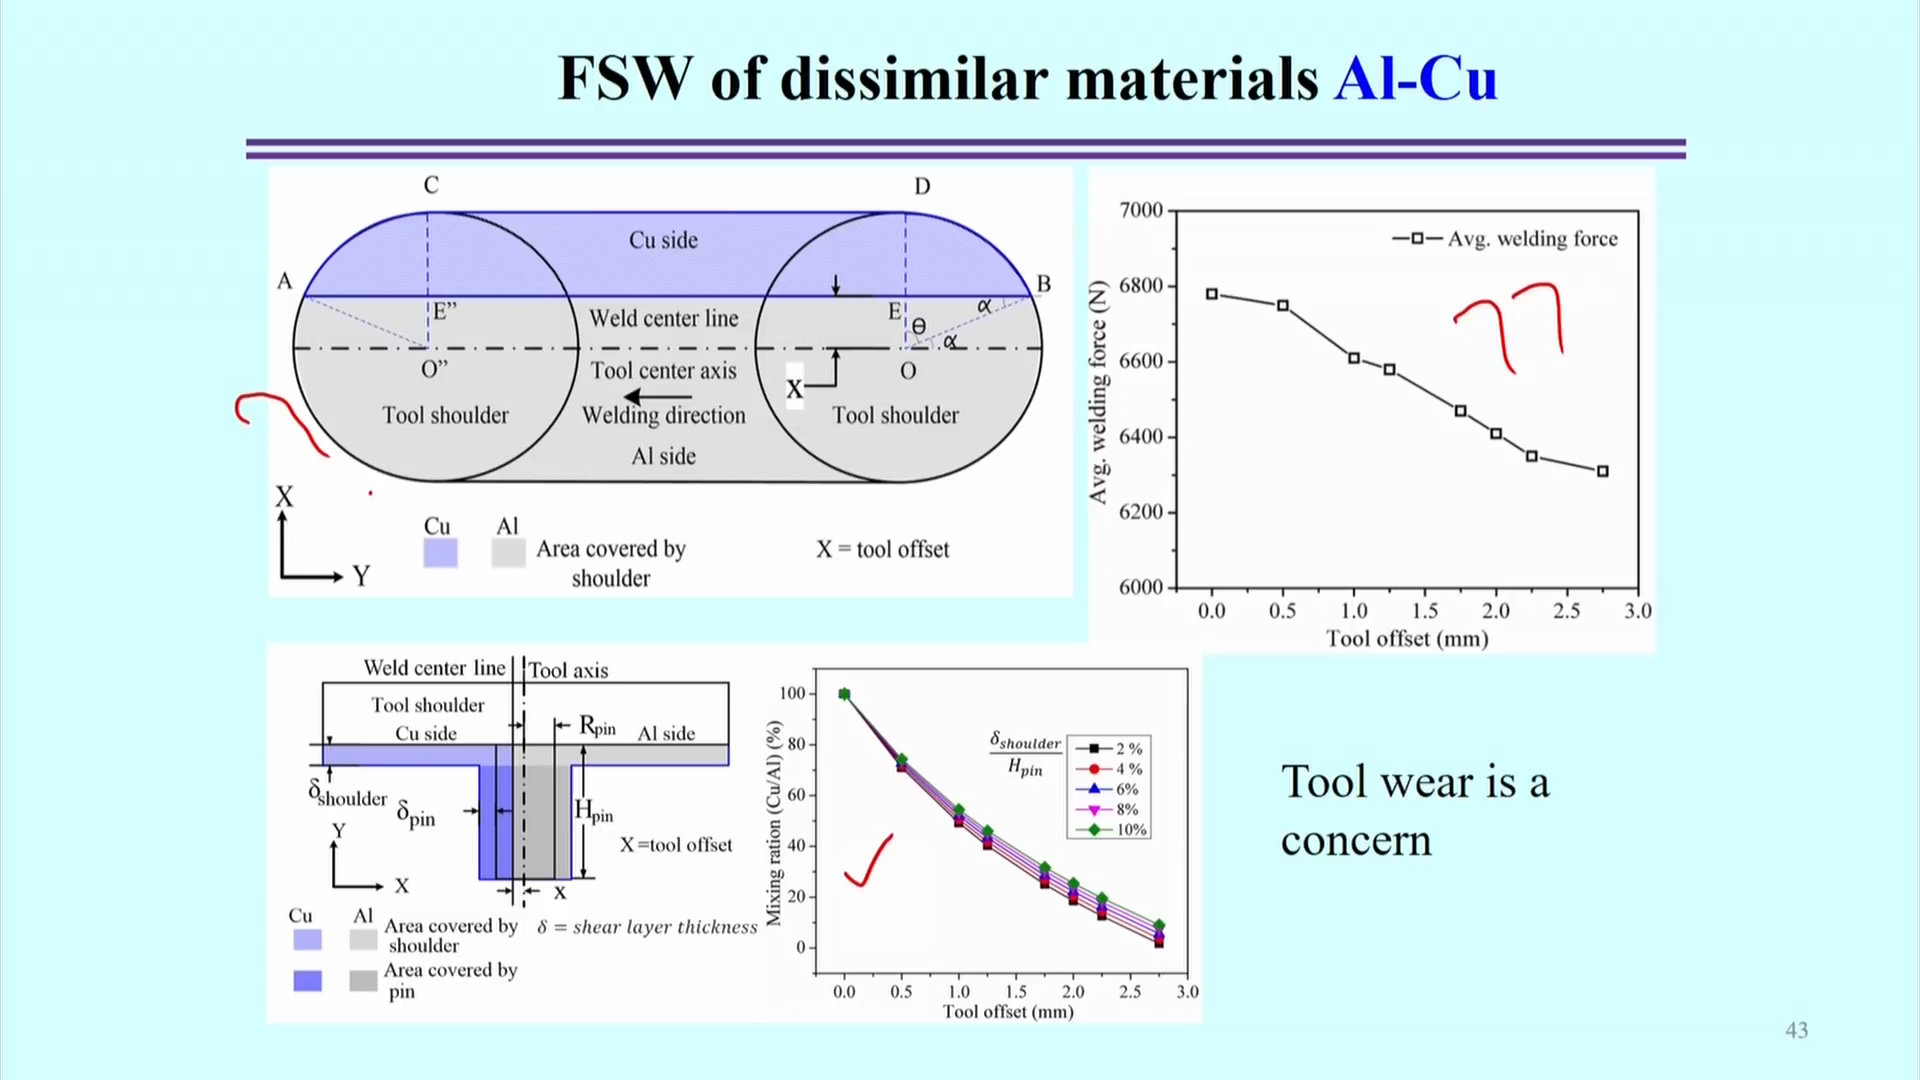 FSW of dissimilar materials Al-Cu
C
D
Cu side
A
B
E”
Weld center line
E
θ
α
α
O”
Tool center axis
X
O
Tool shoulder
Welding direction
Tool shoulder
Al side
X
Y
Cu
Al
Area covered by
shoulder
X = tool offset
7000
6800
6600
6400
6200
6000
Avg. welding force
Avg. welding force (N)
0.0 0.5 1.0 1.5 2.0 2.5 3.0
Tool offset (mm)
Weld center line
Tool axis
Tool shoulder
Rpin
Cu side
Al side
δshoulder
δpin
Hpin
Y
X
X =tool offset
X
Cu
Al
Area covered by
shoulder
δ = shear layer thickness
Area covered by
pin
100
80
60
40
20
0
Mixing ration (Cu/Al) (%)
δshoulder
Hpin
2 %
4 %
6%
8%
10%
0.0 0.5 1.0 1.5 2.0 2.5 3.0
Tool offset (mm)
Tool wear is a
concern
43